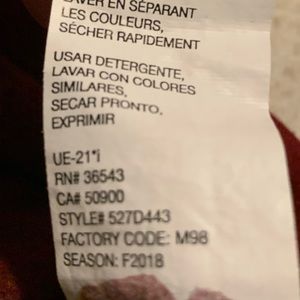 LAVER EN SÉPARANT
LES COULEURS,
SÉCHER RAPIDEMENT
USAR DETERGENTE,
LAVAR CON COLORES
SIMILARES,
SECAR PRONTO,
EXPRIMIR
UE-21*i
RN# 36543
CA# 50900
STYLE# 527D443
FACTORY CODE: M98
SEASON: F2018